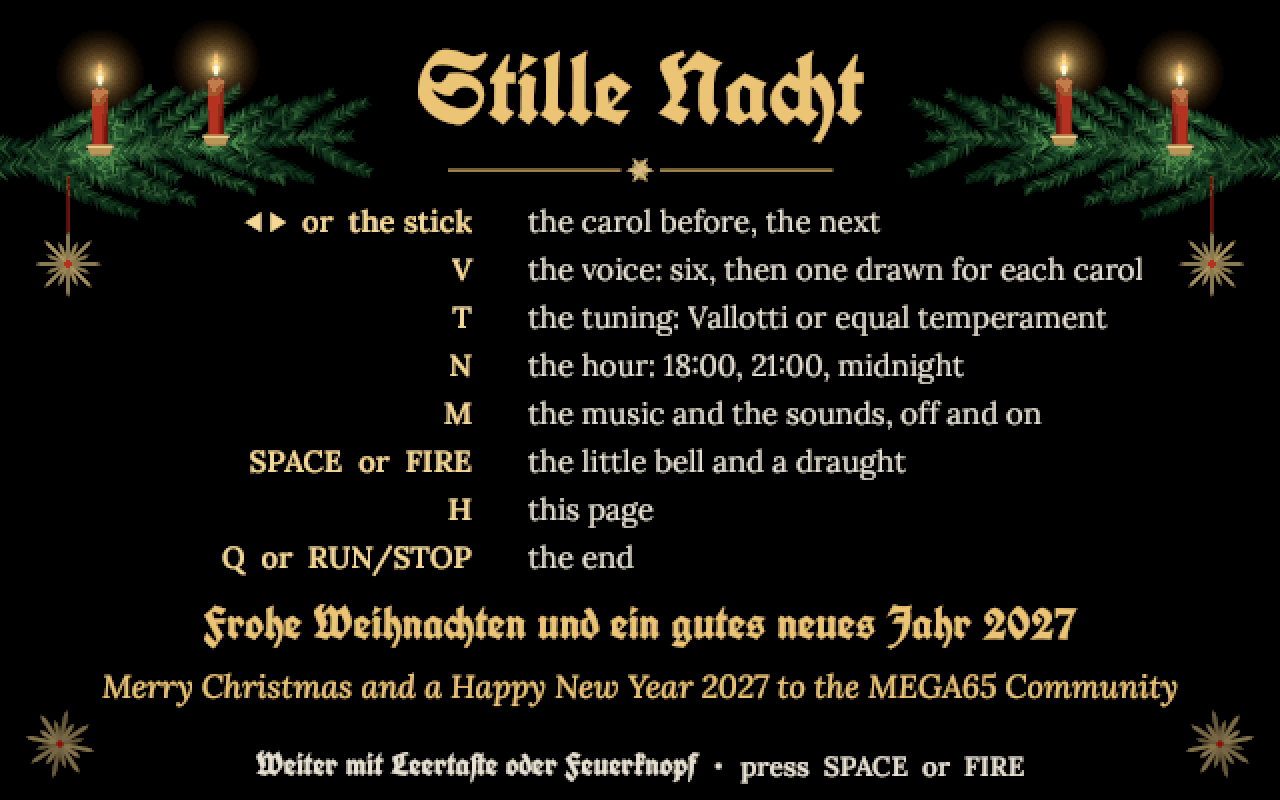 Stille Nacht
◀▶ or the stick the carol before, the next
V the voice: six, then one drawn for each carol
T the tuning: Vallotti or equal temperament
N the hour: 18:00, 21:00, midnight
M the music and the sounds, off and on
SPACE or FIRE the little bell and a draught
H this page
Q or RUN/STOP the end
Frohe Weihnachten und ein gutes neues Jahr 2027
Merry Christmas and a Happy New Year 2027 to the MEGA65 Community
Weiter mit Leertaſte oder Feuerknopf · press SPACE or FIRE